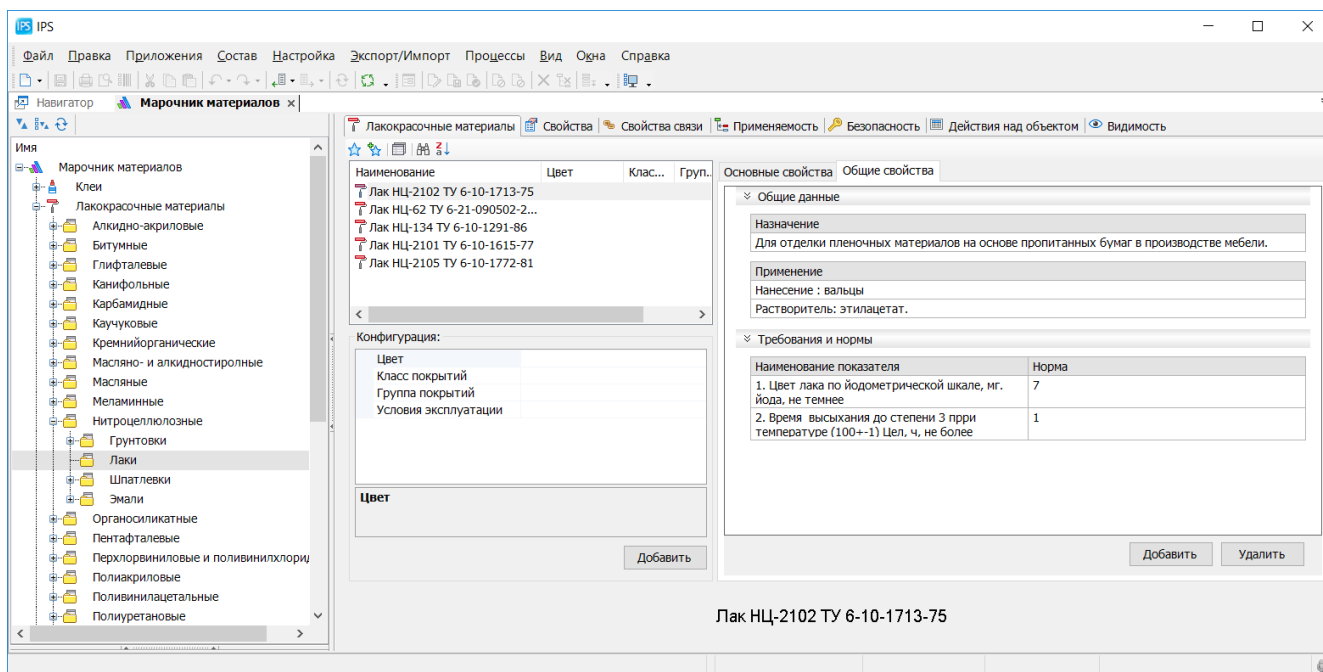 IPS
Файл Правка Приложения Состав Настройка Экспорт/Импорт Процессы Вид Окна Справка
Навигатор Марочник материалов
Имя
Марочник материалов
Клеи
Лакокрасочные материалы
Алкидно-акриловые
Битумные
Глифталевые
Канифольные
Карбамидные
Каучуковые
Кремнийорганические
Масляно- и алкидностиролные
Масляные
Меламинные
Нитроцеллюлозные
Грунтовки
Лаки
Шпатлевки
Эмали
Органосиликатные
Пентафталевые
Перхлорвиниловые и поливинилхлорид
Полиакриловые
Поливинилацетальные
Полиуретановые
Лакокрасочные материалы Свойства Свойства связи Применяемость Безопасность Действия над объектом Видимость
Наименование Цвет Клас... Груп..
Лак НЦ-2102 ТУ 6-10-1713-75
Лак НЦ-62 ТУ 6-21-090502-2...
Лак НЦ-134 ТУ 6-10-1291-86
Лак НЦ-2101 ТУ 6-10-1615-77
Лак НЦ-2105 ТУ 6-10-1772-81
Конфигурация:
Цвет
Класс покрытий
Группа покрытий
Условия эксплуатации
Цвет
Добавить
Основные свойства Общие свойства
Общие данные
Назначение
Для отделки пленочных материалов на основе пропитанных бумаг в производстве мебели.
Применение
Нанесение : вальцы
Растворитель: этилацетат.
Требования и нормы
Наименование показателя Норма
1. Цвет лака по йодометрической шкале, мг. 7
йода, не темнее
2. Время высыхания до степени 3 прри 1
температуре (100+-1) Цел, ч, не более
Добавить Удалить
Лак НЦ-2102 ТУ 6-10-1713-75